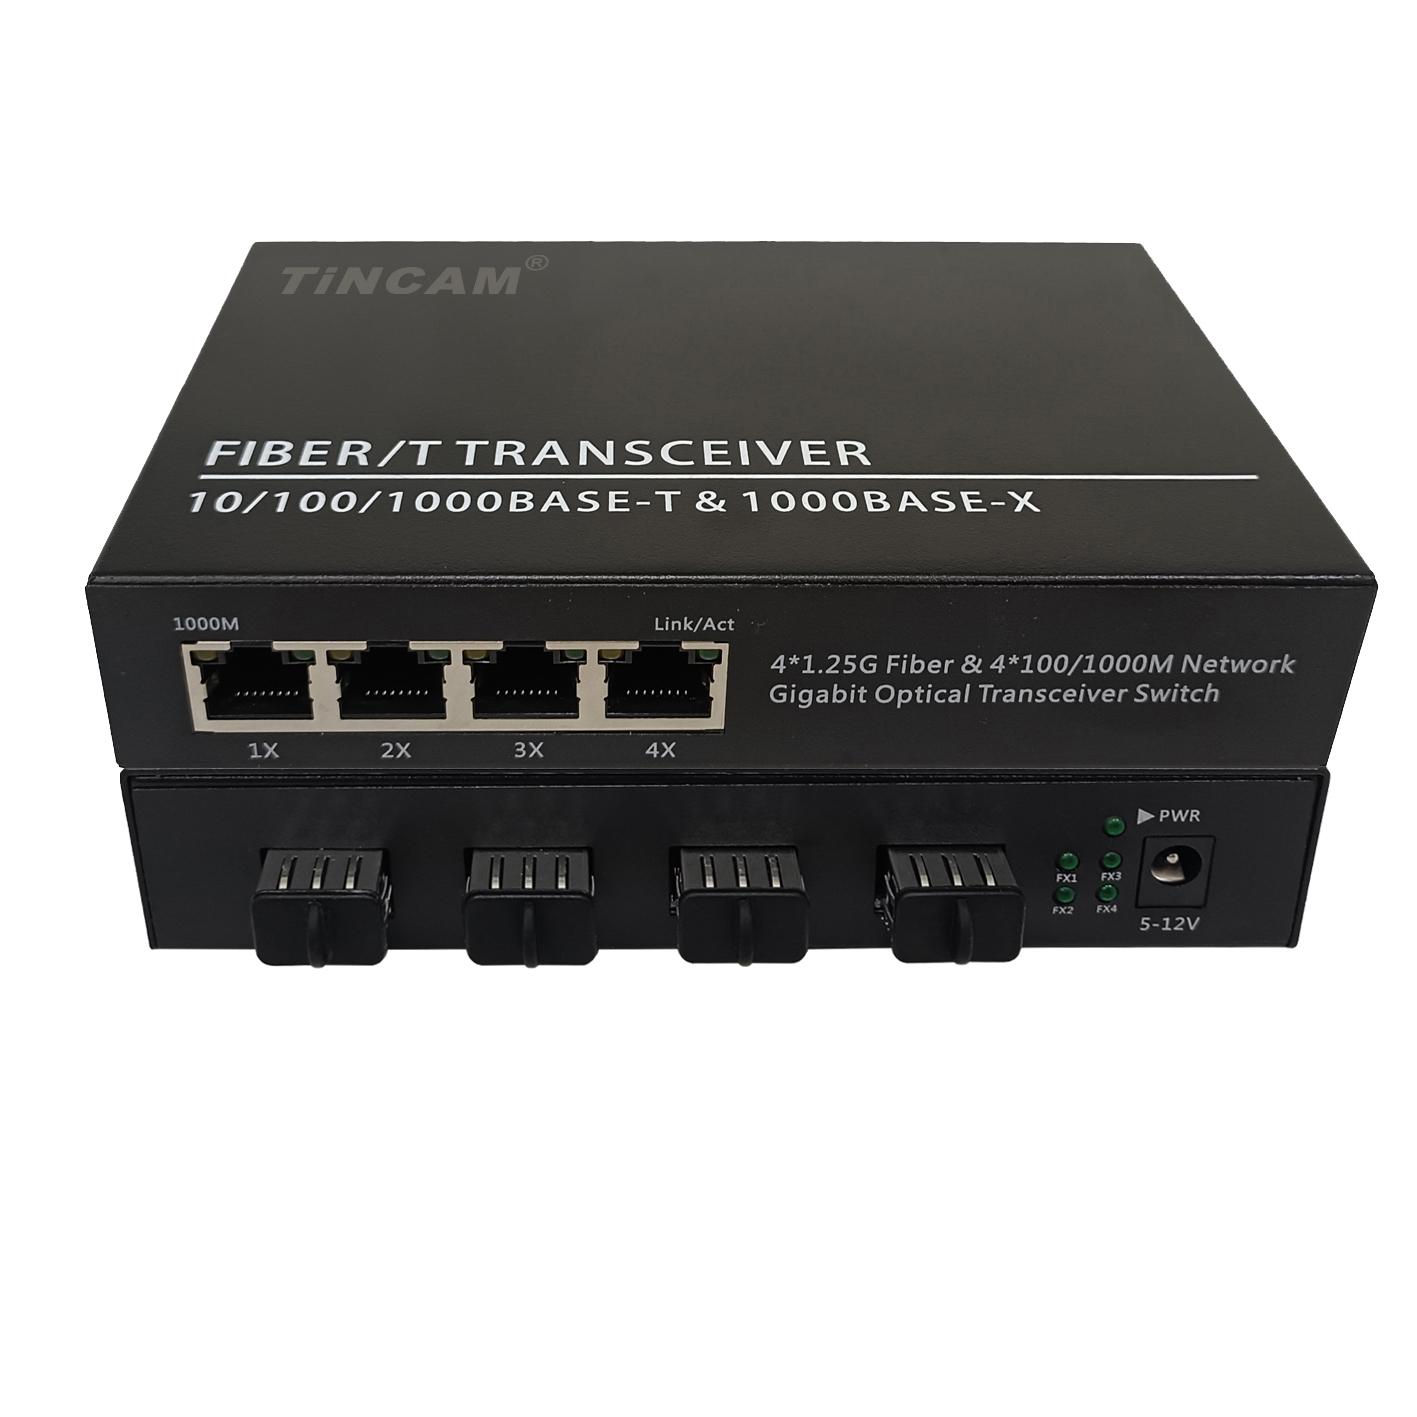 TiNCAM®
FIBER/T TRANSCEIVER
10/100/1000BASE-T & 1000BASE-X
1000M
Link/Act
4*1.25G Fiber & 4*100/1000M Network
Gigabit Optical Transceiver Switch
1X
2X
3X
4X
▶PWR
FX1
FX3
FX2
FX4
5-12V